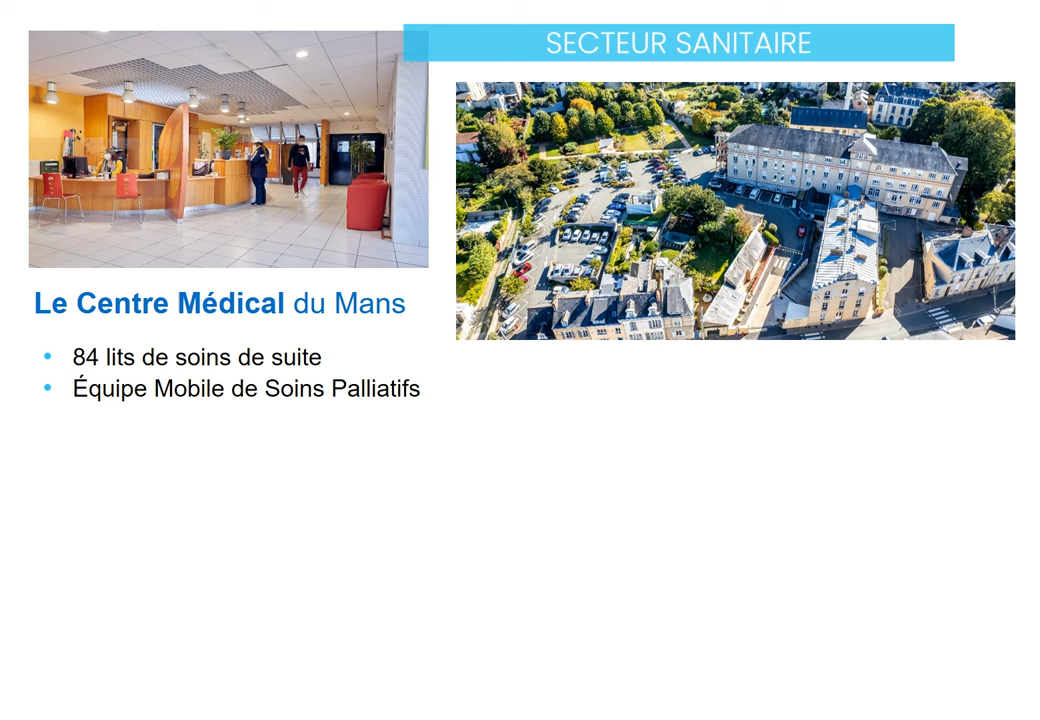 SECTEUR SANITAIRE
Le Centre Médical du Mans
• 84 lits de soins de suite
• Équipe Mobile de Soins Palliatifs